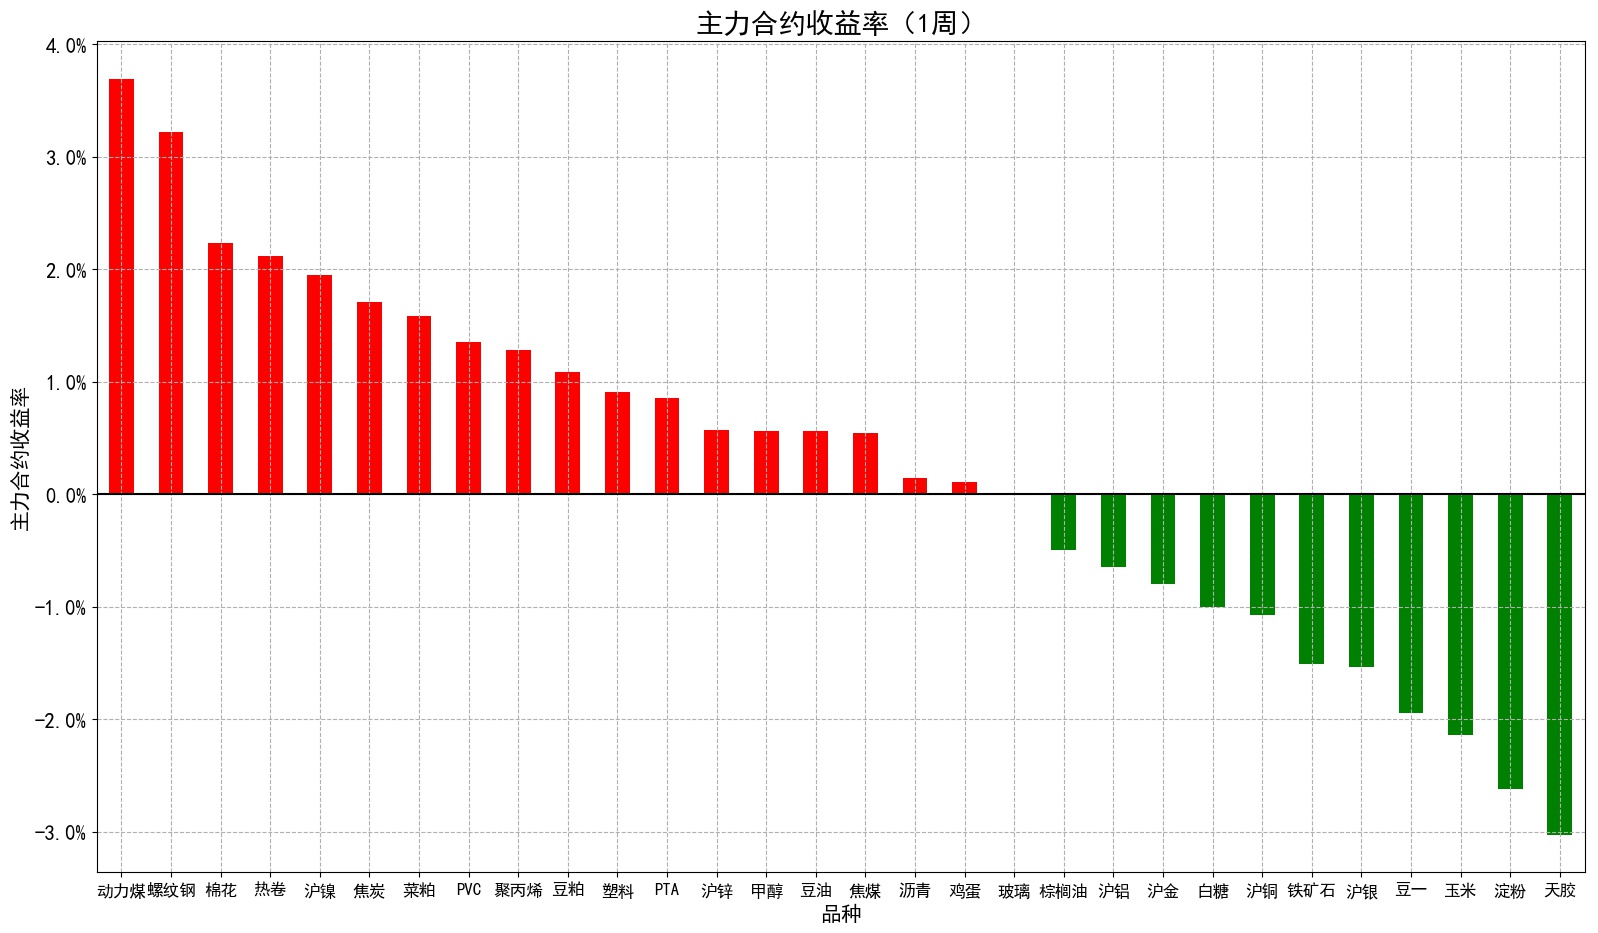 主力合约收益率（1周）
4.0%
3.0%
2.0%
1.0%
0.0%
-1.0%
-2.0%
-3.0%
主力合约收益率
动力煤 螺纹钢 棉花 热卷 沪镍 焦炭 菜粕 PVC 聚丙烯 豆粕 塑料 PTA 沪锌 甲醇 豆油 焦煤 沥青 鸡蛋 玻璃 棕榈油 沪铝 沪金 白糖 沪铜 铁矿石 沪银 豆一 玉米 淀粉 天胶
品种